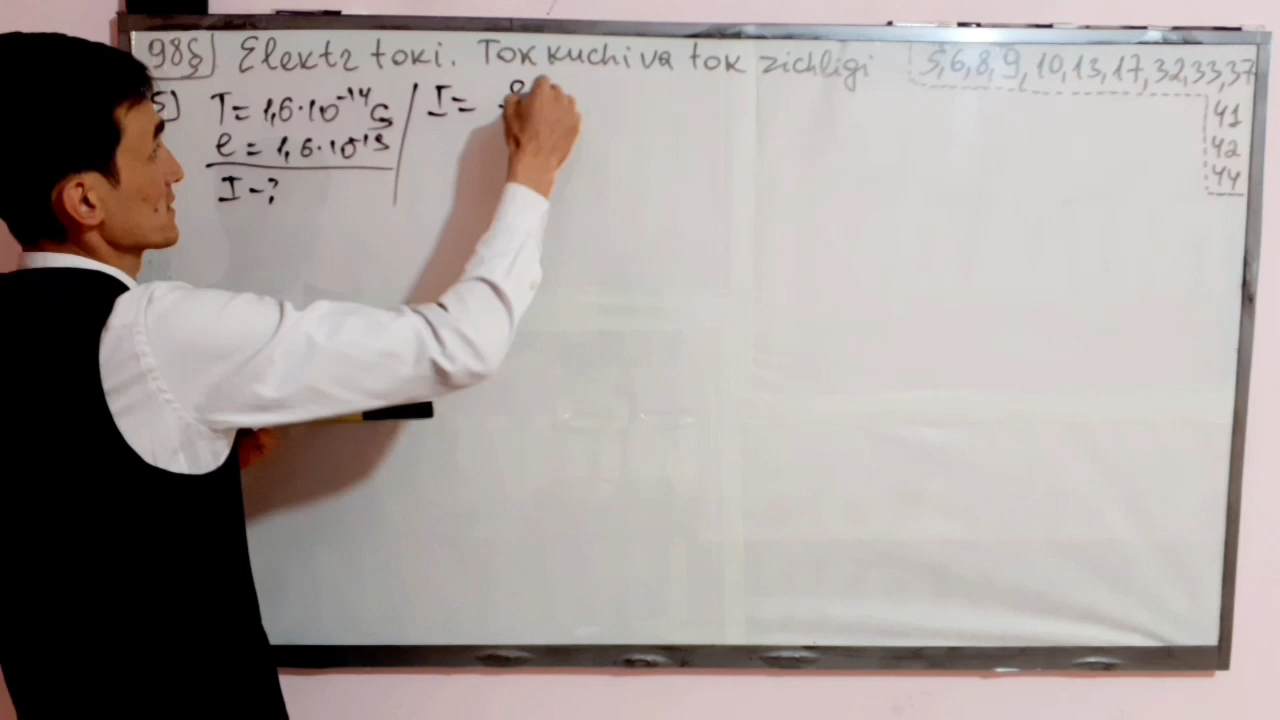 98§] Elektr toki. Tok kuchi va tok zichligi
5,6,8,9,10,13,17,32,33,37
41
42
44
5] T=1,6·10⁻¹⁴ s
e=1,6·10⁻¹⁹
I-?
I= e